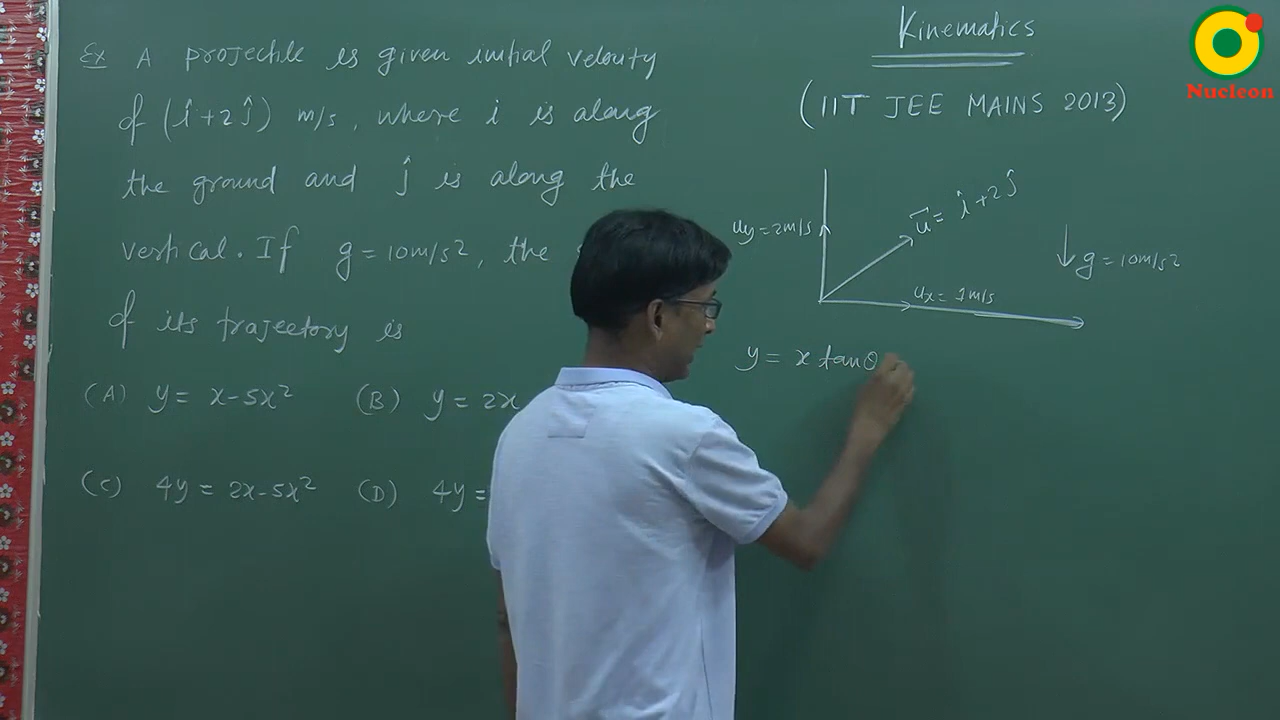 Ex A projectile is given initial velocity
of (î+2ĵ) m/s, where i is along
the ground and ĵ is along the
vertical. If g = 10m/s², the
of its trajectory is
(A) y = x-5x² (B) y = 2x
(C) 4y = 2x-5x² (D) 4y =
Kinematics
(IIT JEE MAINS 2013)
uy = 2m/s
u⃗ = î+2ĵ
ux = 1m/s
g = 10m/s²
y = x tanθ
Nucleon